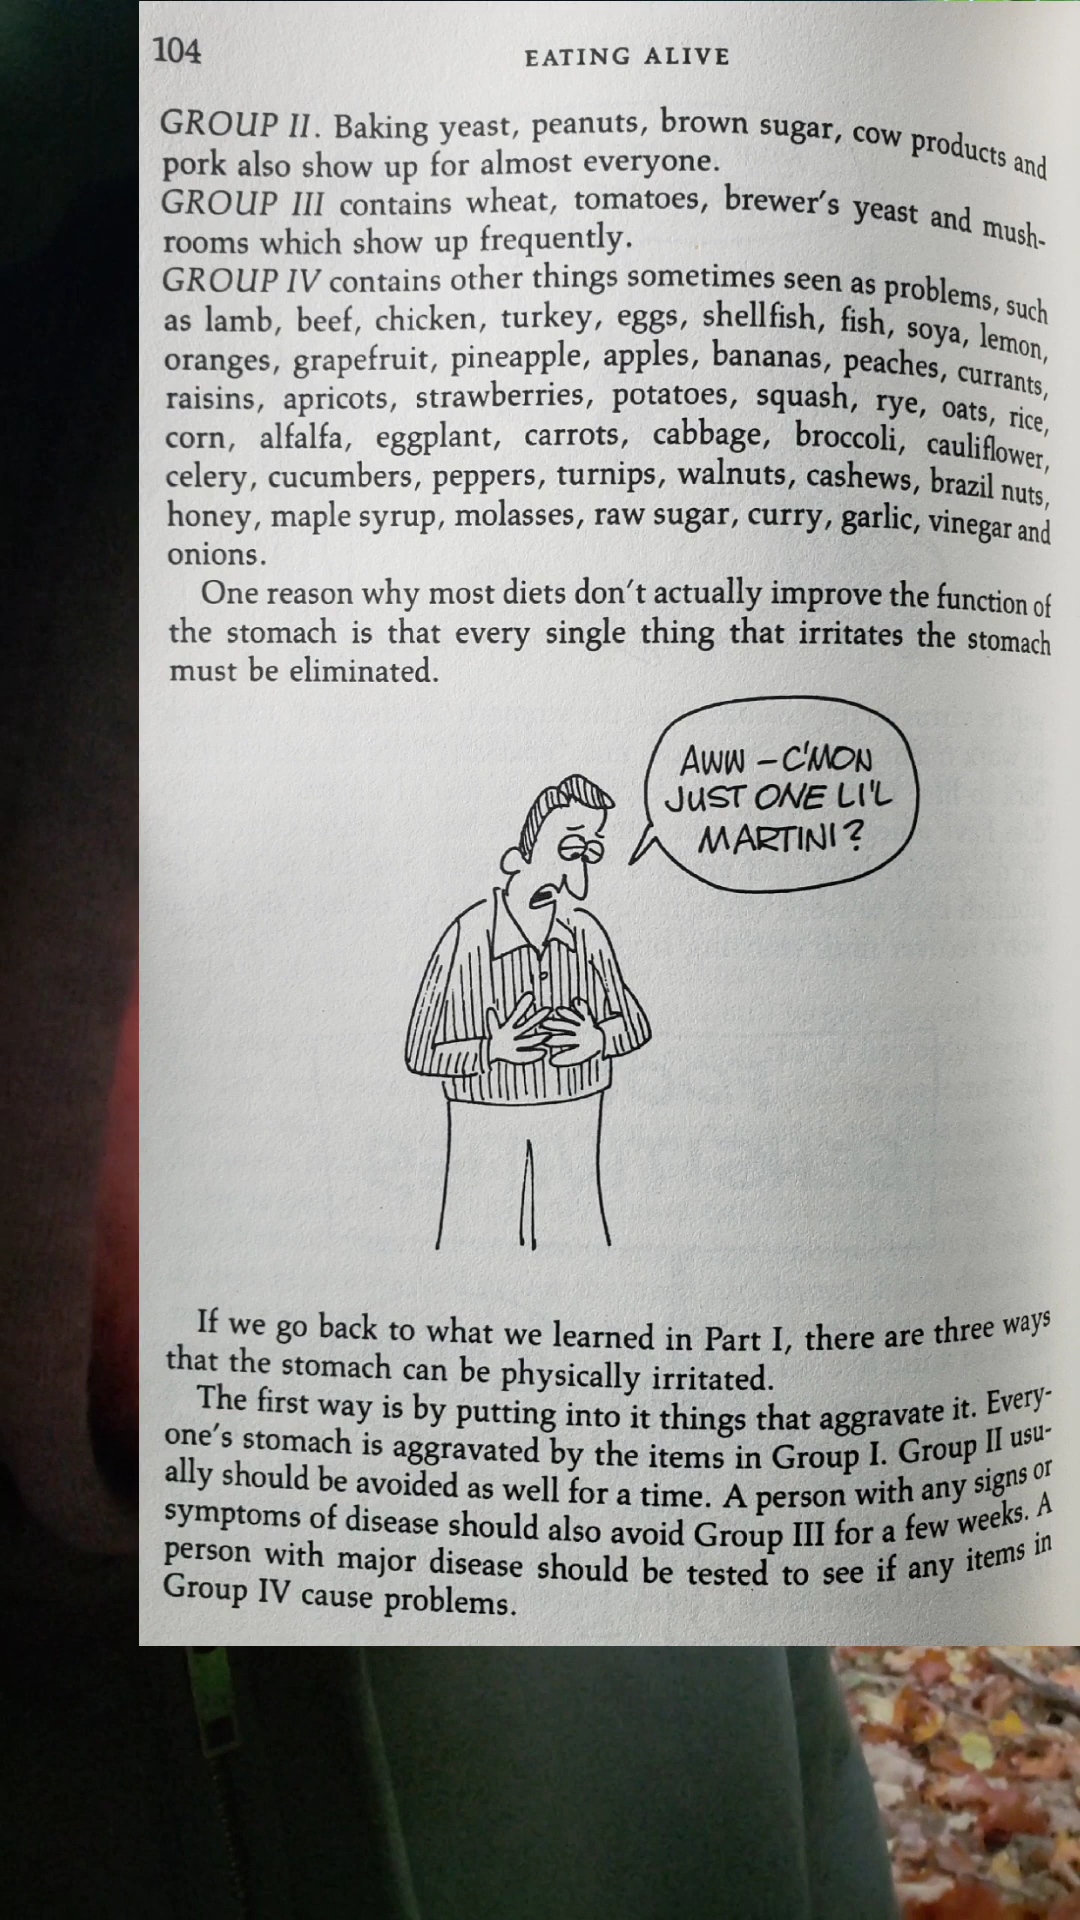 104
EATING ALIVE
GROUP II. Baking yeast, peanuts, brown sugar, cow products and
pork also show up for almost everyone.
GROUP III contains wheat, tomatoes, brewer's yeast and mush-
rooms which show up frequently.
GROUP IV contains other things sometimes seen as problems, such
as lamb, beef, chicken, turkey, eggs, shellfish, fish, soya, lemon,
oranges, grapefruit, pineapple, apples, bananas, peaches, currants,
raisins, apricots, strawberries, potatoes, squash, rye, oats, rice,
corn, alfalfa, eggplant, carrots, cabbage, broccoli, cauliflower,
celery, cucumbers, peppers, turnips, walnuts, cashews, brazil nuts,
honey, maple syrup, molasses, raw sugar, curry, garlic, vinegar and
onions.
One reason why most diets don't actually improve the function of
the stomach is that every single thing that irritates the stomach
must be eliminated.
AWW – C'MON
JUST ONE LI'L
MARTINI?
If we go back to what we learned in Part I, there are three ways
that the stomach can be physically irritated.
The first way is by putting into it things that aggravate it. Every-
one's stomach is aggravated by the items in Group I. Group II usu-
ally should be avoided as well for a time. A person with any signs or
symptoms of disease should also avoid Group III for a few weeks. A
person with major disease should be tested to see if any items in
Group IV cause problems.